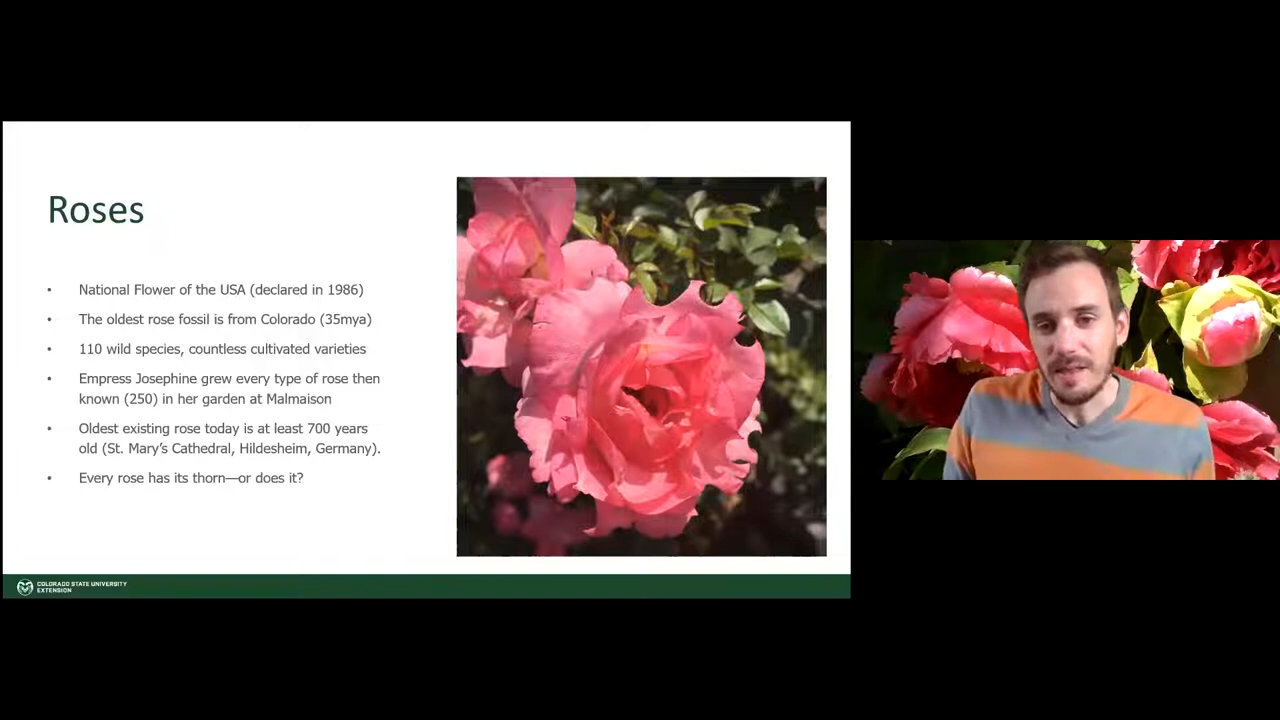 Roses
• National Flower of the USA (declared in 1986)
• The oldest rose fossil is from Colorado (35mya)
• 110 wild species, countless cultivated varieties
• Empress Josephine grew every type of rose then
known (250) in her garden at Malmaison
• Oldest existing rose today is at least 700 years
old (St. Mary’s Cathedral, Hildesheim, Germany).
• Every rose has its thorn—or does it?
COLORADO STATE UNIVERSITY
EXTENSION